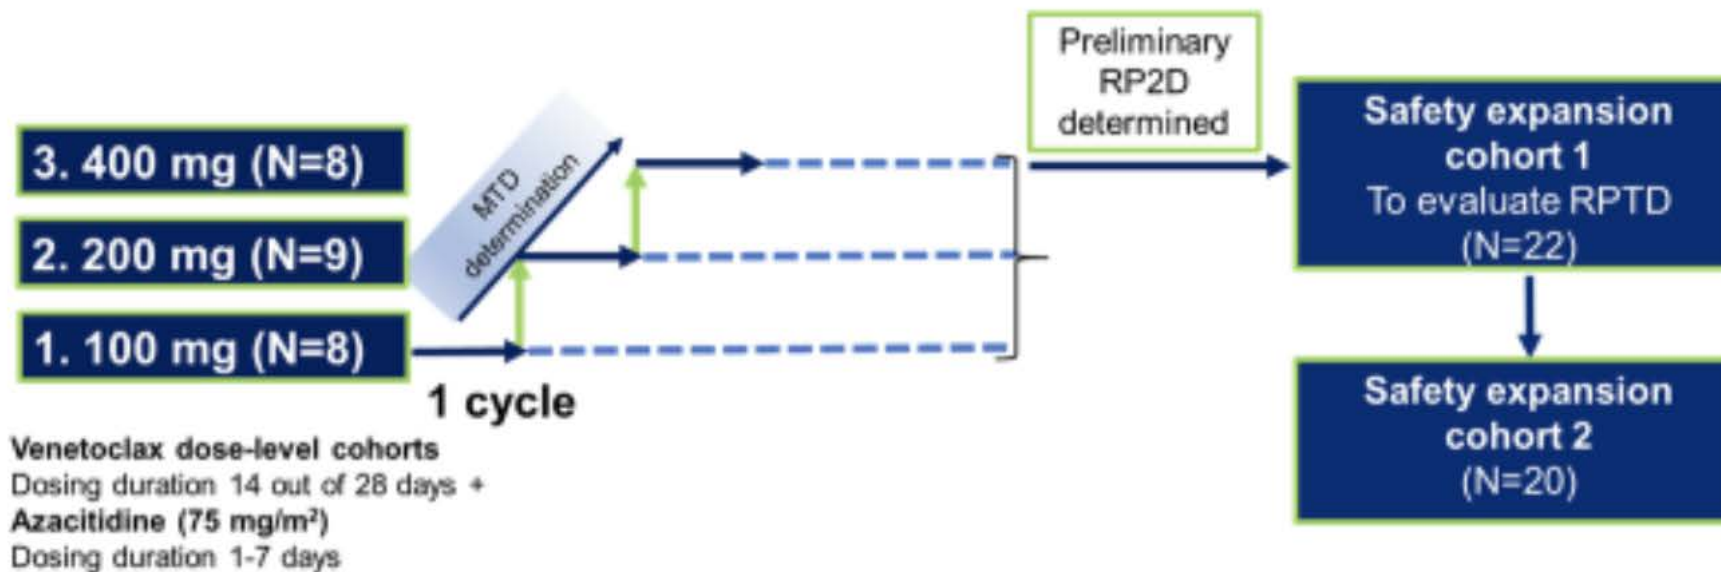 Preliminary
RP2D
determined
3. 400 mg (N=8)
2. 200 mg (N=9)
1. 100 mg (N=8)
MTD
determination
1 cycle
Safety expansion
cohort 1
To evaluate RPTD
(N=22)
Safety expansion
cohort 2
(N=20)
Venetoclax dose-level cohorts
Dosing duration 14 out of 28 days +
Azacitidine (75 mg/m²)
Dosing duration 1-7 days